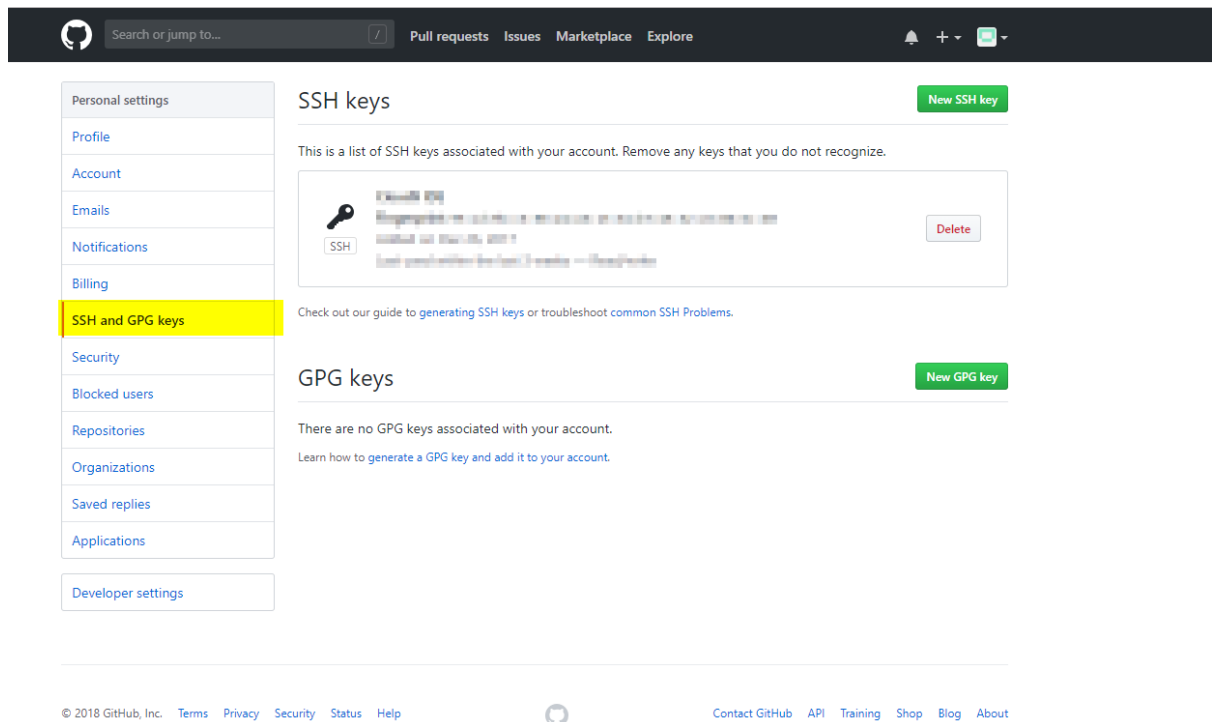 Search or jump to...
/
Pull requests Issues Marketplace Explore
Personal settings
Profile
Account
Emails
Notifications
Billing
SSH and GPG keys
Security
Blocked users
Repositories
Organizations
Saved replies
Applications
Developer settings
SSH keys
New SSH key
This is a list of SSH keys associated with your account. Remove any keys that you do not recognize.
SSH
Delete
Check out our guide to generating SSH keys or troubleshoot common SSH Problems.
GPG keys
New GPG key
There are no GPG keys associated with your account.
Learn how to generate a GPG key and add it to your account.
© 2018 GitHub, Inc. Terms Privacy Security Status Help
Contact GitHub API Training Shop Blog About